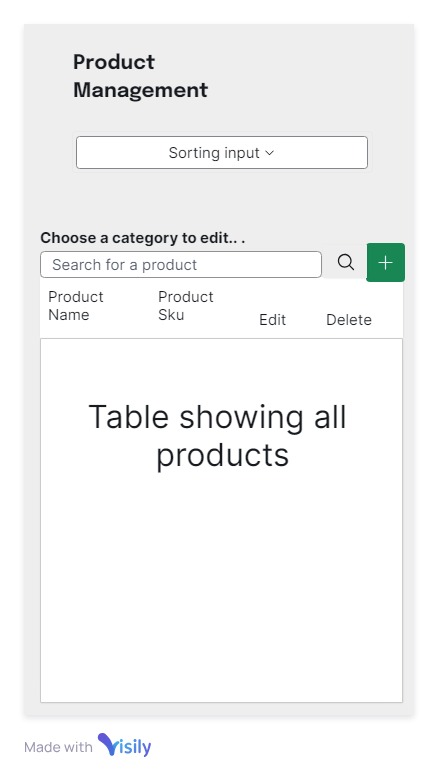 Product
Management
Sorting input
Choose a category to edit.. .
Search for a product
Product Name
Product Sku
Edit
Delete
Table showing all
products
Made with Visily